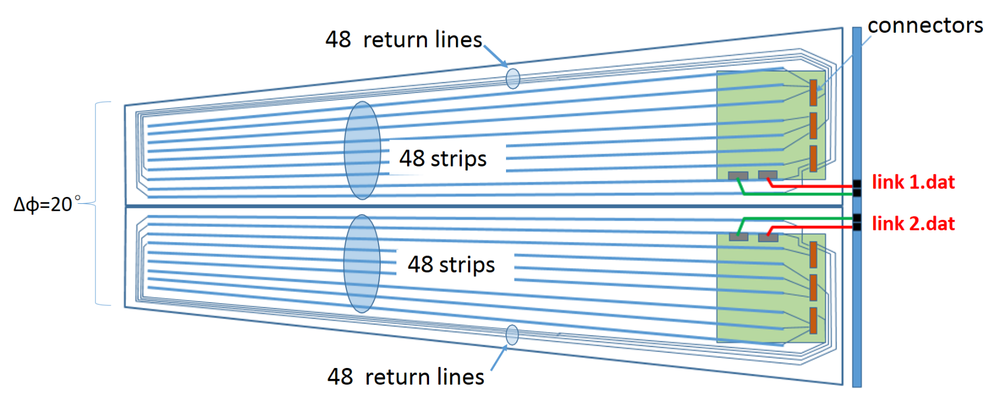 connectors
48 return lines
48 strips
link 1.dat
Δϕ=20°
link 2.dat
48 strips
48 return lines